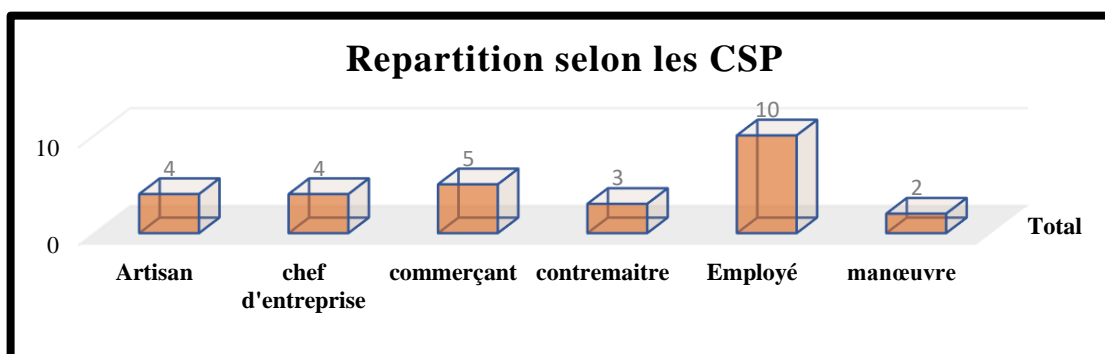 Repartition selon les CSP
10
4
4
5
3
10
2
0
Total
Artisan
chef
d'entreprise
commerçant
contremaitre
Employé
manœuvre